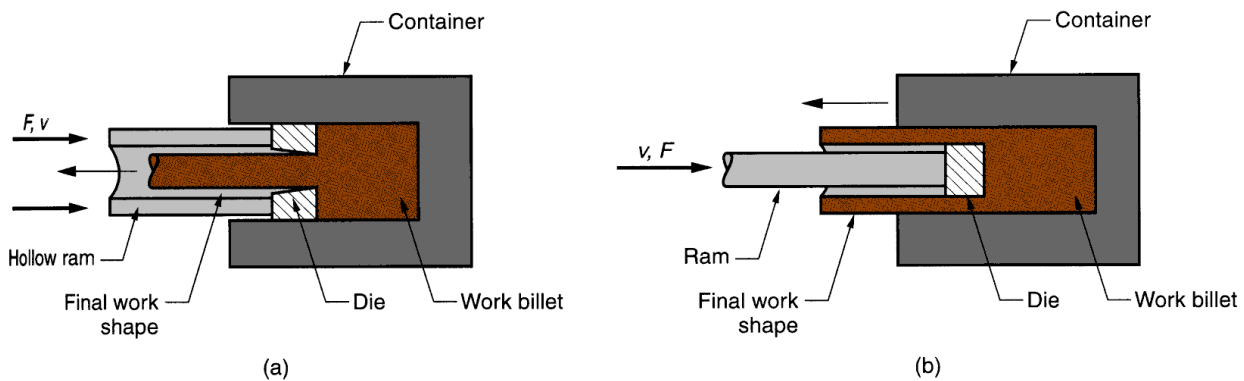 Container
F, v
Hollow ram
Final work
shape
Die
Work billet
(a)
Container
v, F
Ram
Final work
shape
Die
Work billet
(b)